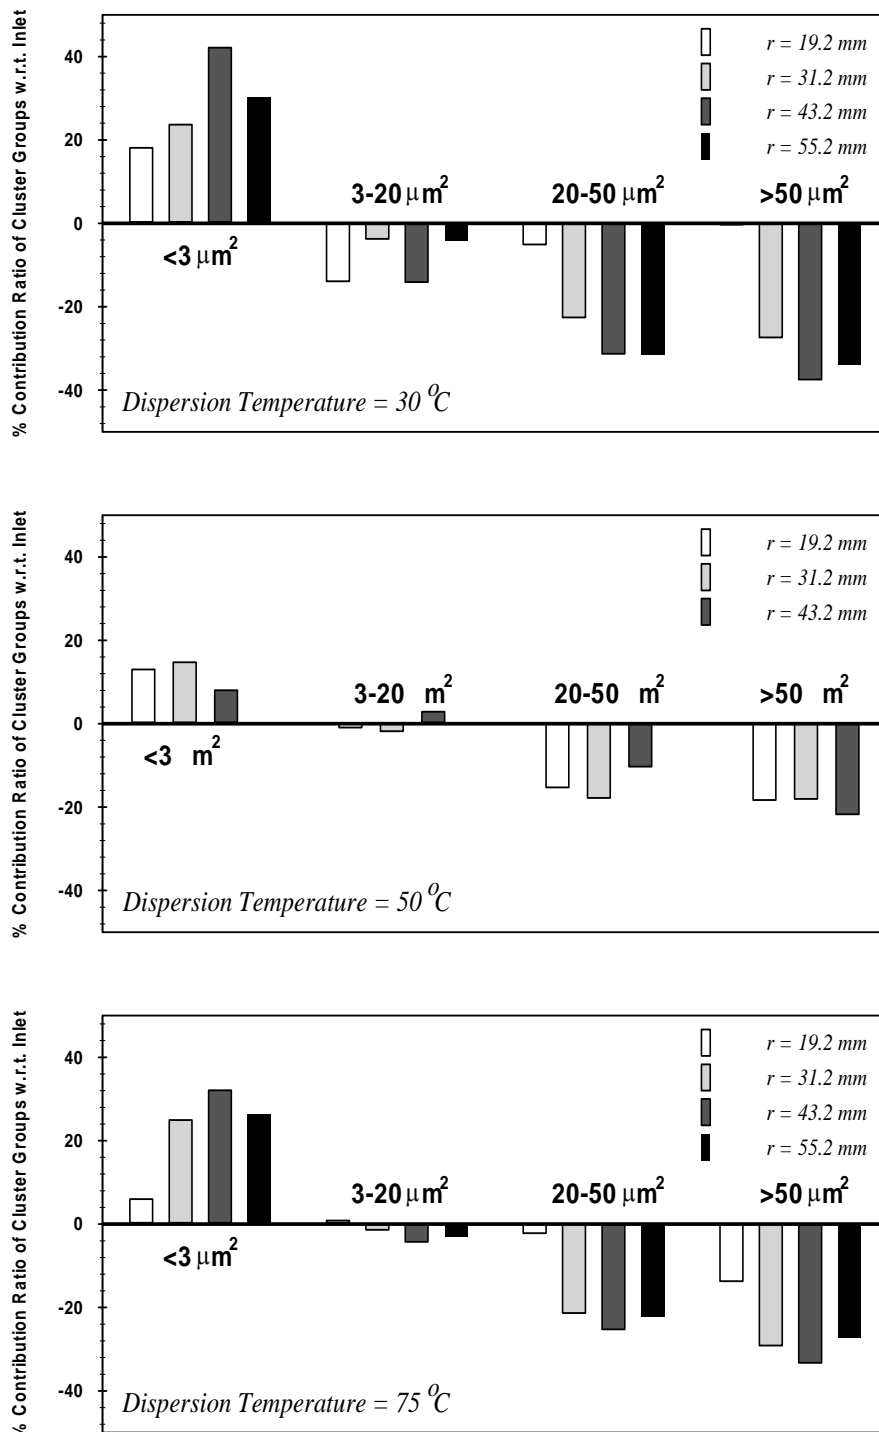 % Contribution Ratio of Cluster Groups w.r.t. Inlet
40
20
0
-20
-40
r = 19.2 mm
r = 31.2 mm
r = 43.2 mm
r = 55.2 mm
3-20 μm²
20-50 μm²
>50 μm²
<3 μm²
Dispersion Temperature = 30 °C
% Contribution Ratio of Cluster Groups w.r.t. Inlet
40
20
0
-20
-40
r = 19.2 mm
r = 31.2 mm
r = 43.2 mm
3-20 m²
20-50 m²
>50 m²
<3 m²
Dispersion Temperature = 50 °C
% Contribution Ratio of Cluster Groups w.r.t. Inlet
40
20
0
-20
-40
r = 19.2 mm
r = 31.2 mm
r = 43.2 mm
r = 55.2 mm
3-20 μm²
20-50 μm²
>50 μm²
<3 μm²
Dispersion Temperature = 75 °C